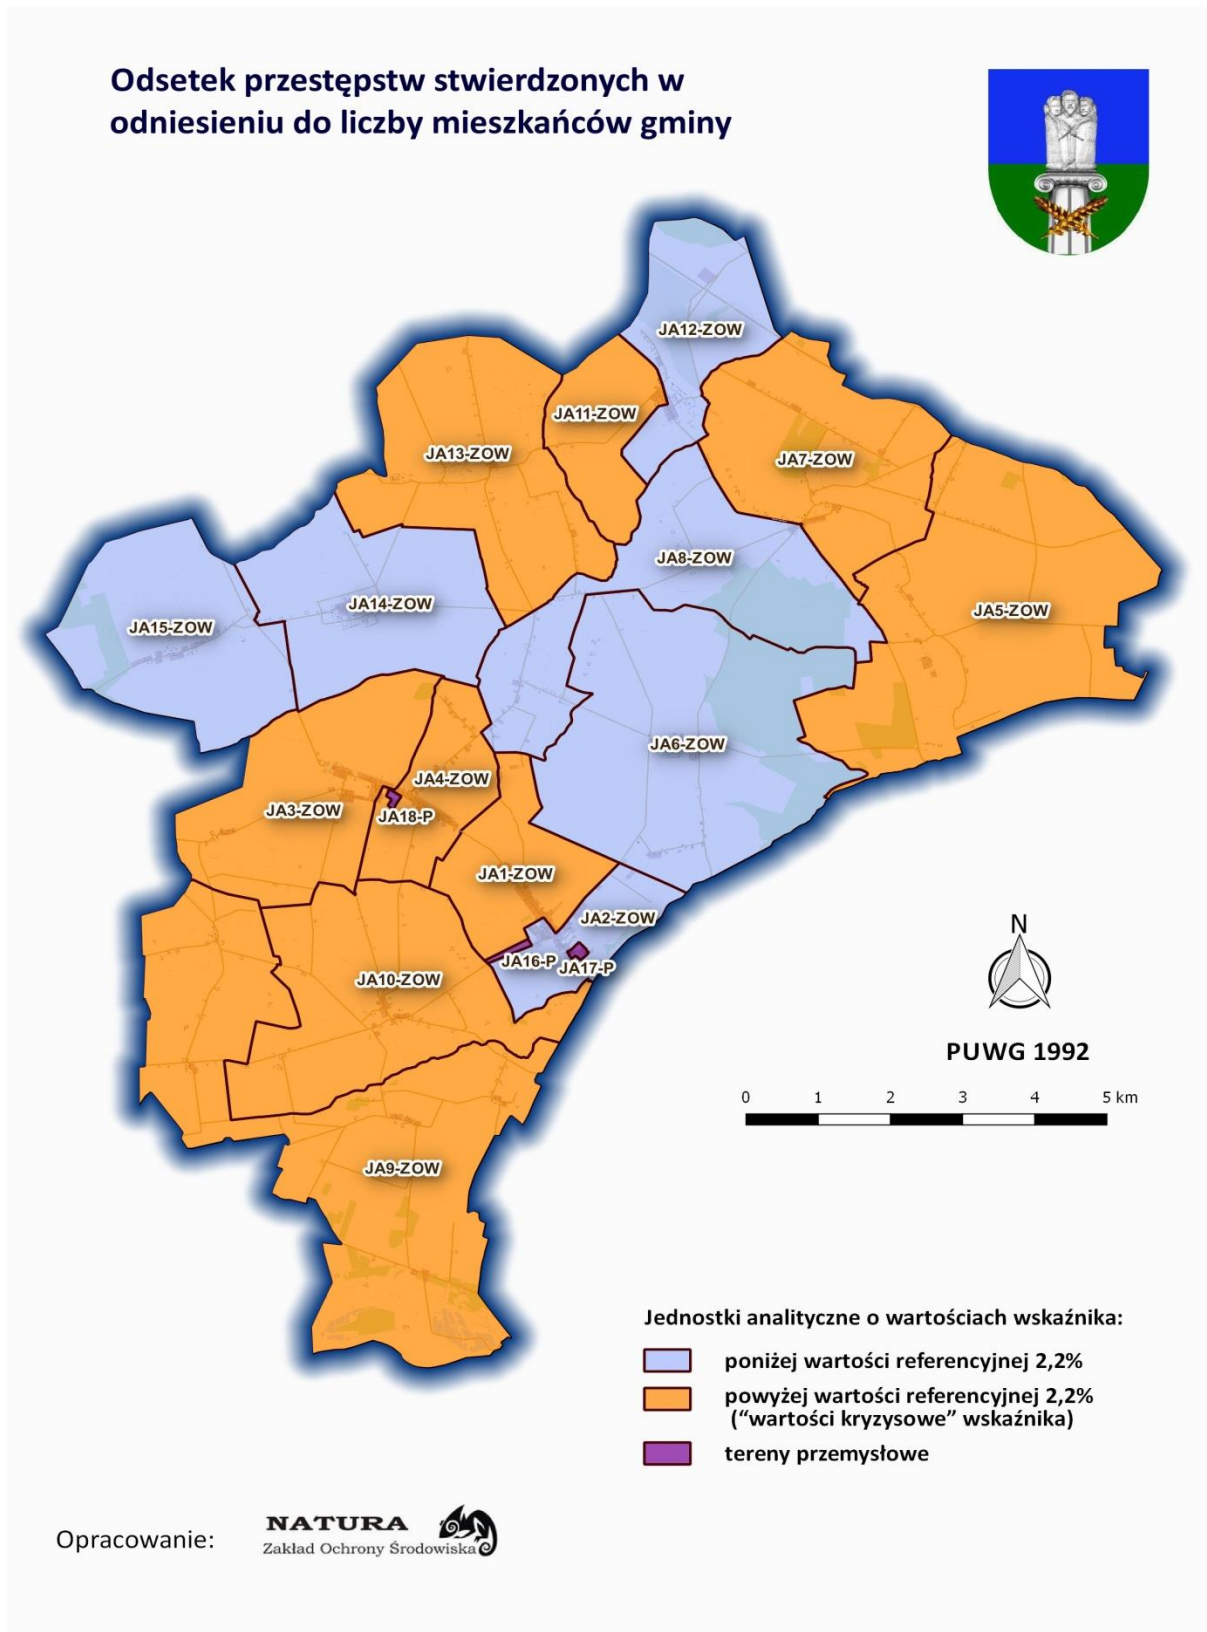 Odsetek przestępstw stwierdzonych w
odniesieniu do liczby mieszkańców gminy
JA12-ZOW
JA11-ZOW
JA13-ZOW
JA7-ZOW
JA8-ZOW
JA14-ZOW
JA5-ZOW
JA15-ZOW
JA6-ZOW
JA4-ZOW
JA3-ZOW
JA18-P
JA1-ZOW
JA2-ZOW
JA16-P
JA17-P
JA10-ZOW
JA9-ZOW
N
PUWG 1992
0 1 2 3 4 5 km
Jednostki analityczne o wartościach wskaźnika:
poniżej wartości referencyjnej 2,2%
powyżej wartości referencyjnej 2,2%
(“wartości kryzysowe” wskaźnika)
tereny przemysłowe
Opracowanie:
NATURA
Zakład Ochrony Środowiska